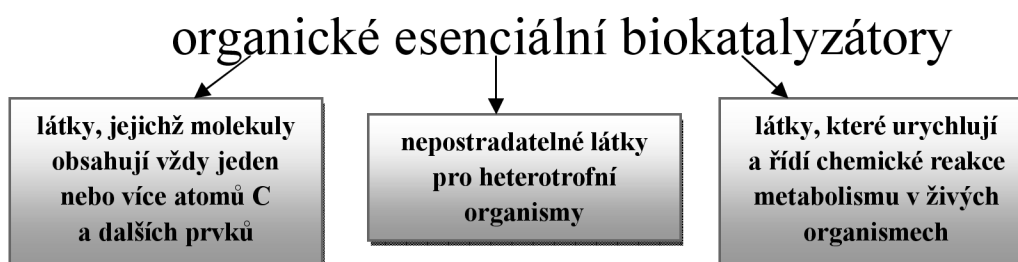 organické esenciální biokatalyzátory
látky, jejichž molekuly
obsahují vždy jeden
nebo více atomů C
a dalších prvků
nepostradatelné látky
pro heterotrofní
organismy
látky, které urychlují
a řídí chemické reakce
metabolismu v živých
organismech